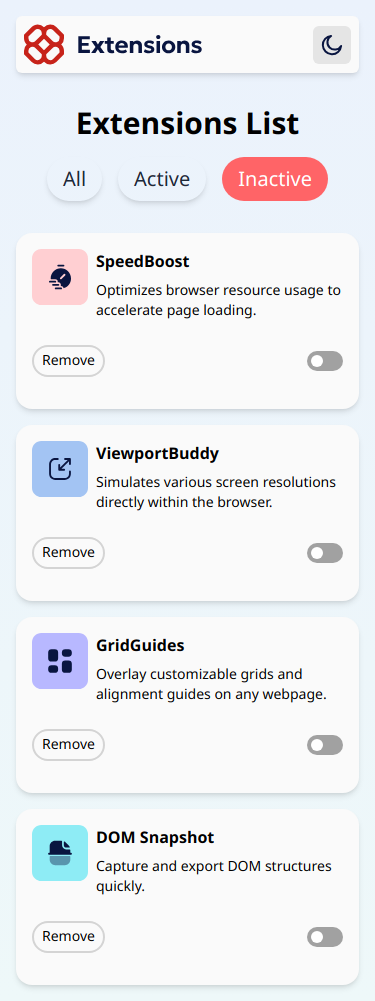 Extensions
Extensions List
All
Active
Inactive
SpeedBoost
Optimizes browser resource usage to
accelerate page loading.
Remove
ViewportBuddy
Simulates various screen resolutions
directly within the browser.
Remove
GridGuides
Overlay customizable grids and
alignment guides on any webpage.
Remove
DOM Snapshot
Capture and export DOM structures
quickly.
Remove